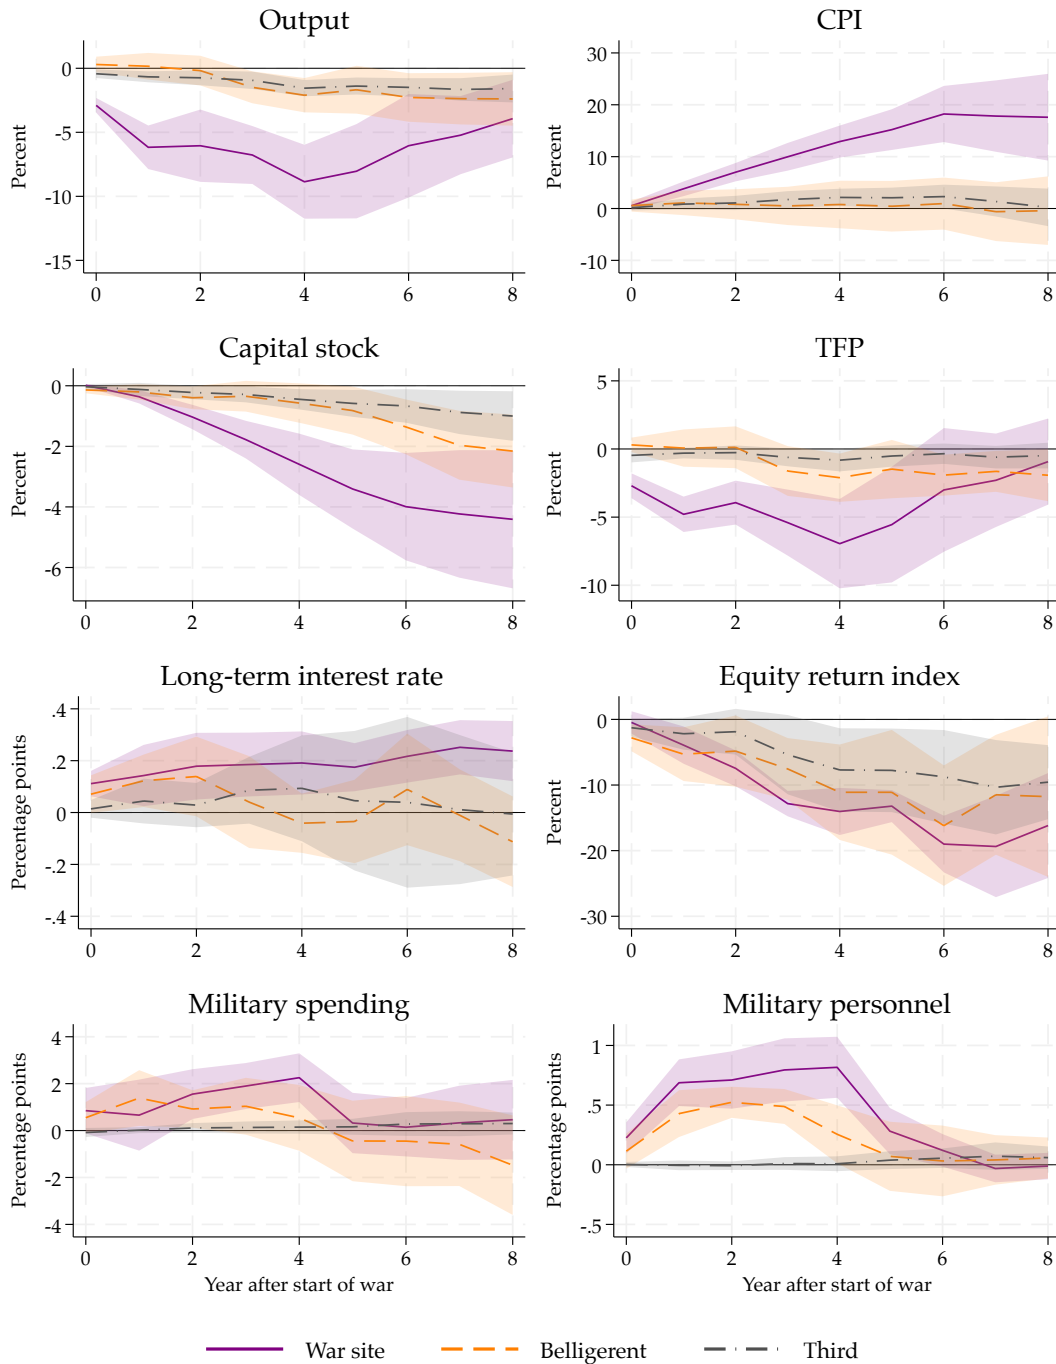 Output
CPI
Percent
0
-5
-10
-15
0 2 4 6 8
Percent
30
20
10
0
-10
0 2 4 6 8
Capital stock
TFP
Percent
0
-2
-4
-6
0 2 4 6 8
Percent
5
0
-5
-10
0 2 4 6 8
Long-term interest rate
Equity return index
Percentage points
.4
.2
0
-.2
-.4
0 2 4 6 8
Percent
0
-10
-20
-30
0 2 4 6 8
Military spending
Military personnel
Percentage points
4
2
0
-2
-4
0 2 4 6 8
Year after start of war
Percentage points
1
.5
0
-.5
0 2 4 6 8
Year after start of war
War site Belligerent Third